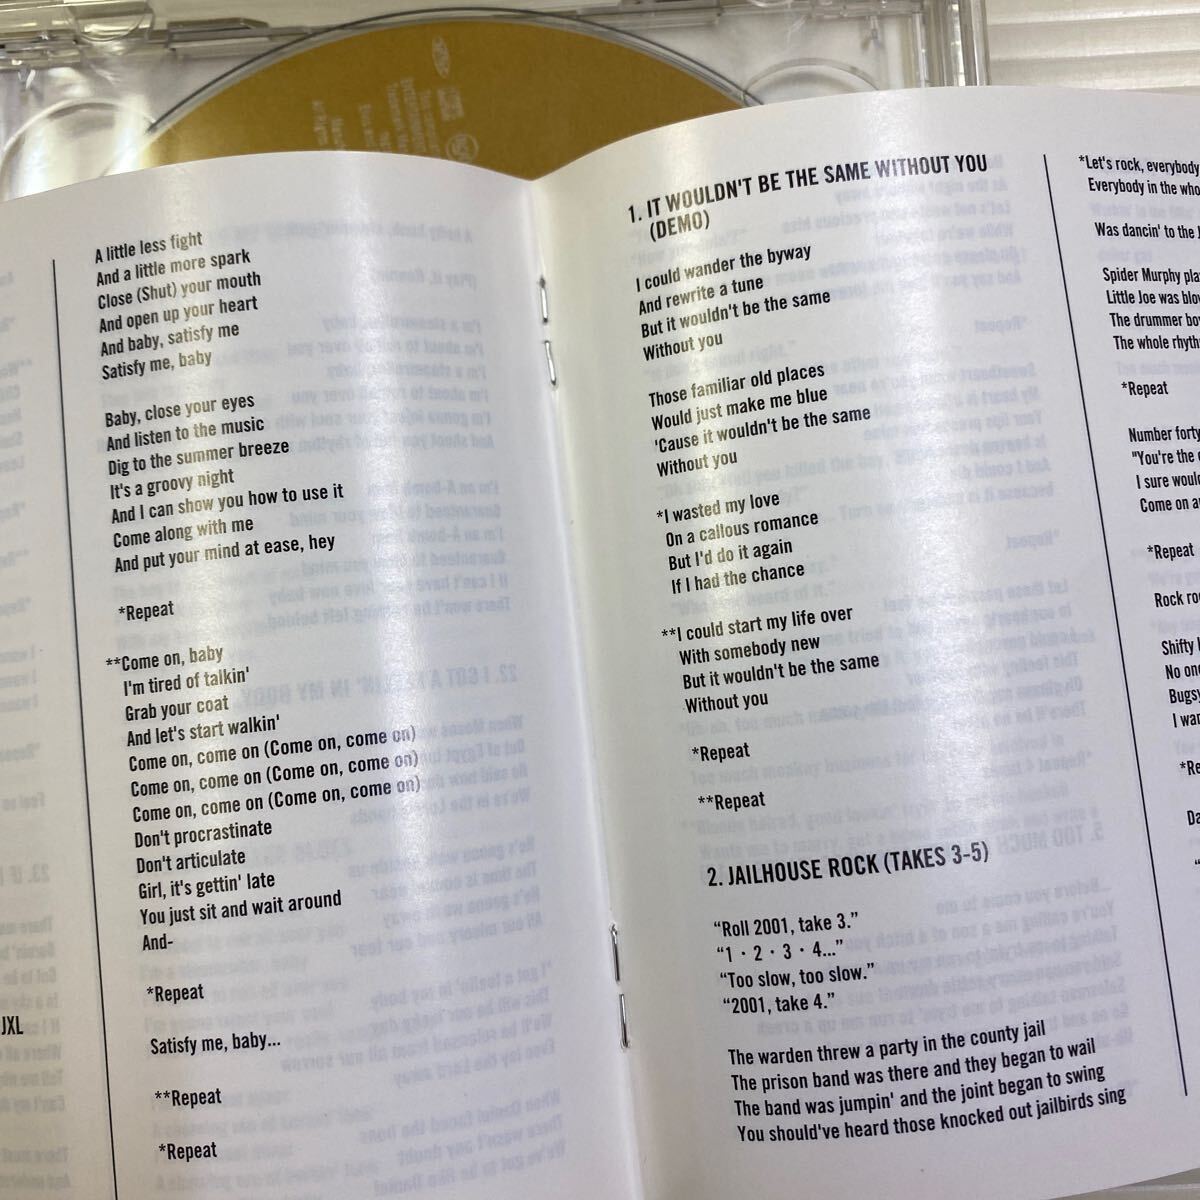 A little less fight
And a little more spark
Close (Shut) your mouth
And open up your heart
And baby, satisfy me
Satisfy me, baby
Baby, close your eyes
And listen to the music
Dig to the summer breeze
It's a groovy night
And I can show you how to use it
Come along with me
And put your mind at ease, hey
*Repeat
**Come on, baby
I'm tired of talkin'
Grab your coat
And let's start walkin'
Come on, come on (Come on, come on)
Come on, come on (Come on, come on)
Come on, come on (Come on, come on)
Don't procrastinate
Don't articulate
Girl, it's gettin' late
You just sit and wait around
And-
*Repeat
Satisfy me, baby...
**Repeat
*Repeat
JXL
1. IT WOULDN'T BE THE SAME WITHOUT YOU
(DEMO)
I could wander the byway
And rewrite a tune
But it wouldn't be the same
Without you
Those familiar old places
Would just make me blue
'Cause it wouldn't be the same
Without you
*I wasted my love
On a callous romance
But I'd do it again
If I had the chance
**I could start my life over
With somebody new
But it wouldn't be the same
Without you
*Repeat
**Repeat
2. JAILHOUSE ROCK (TAKES 3-5)
“Roll 2001, take 3.”
“1・2・3・4...”
“Too slow, too slow.”
“2001, take 4.”
The warden threw a party in the county jail
The prison band was there and they began to wail
The band was jumpin' and the joint began to swing
You should've heard those knocked out jailbirds sing
*Let's rock, everybody
Everybody in the
Was dancin' to the
Spider Murphy
Little Joe was
The drummer
The whole
*Repeat
Number
"You're the
I sure
Come on
*Repeat
Rock
Shifty
No
Bugsy
I